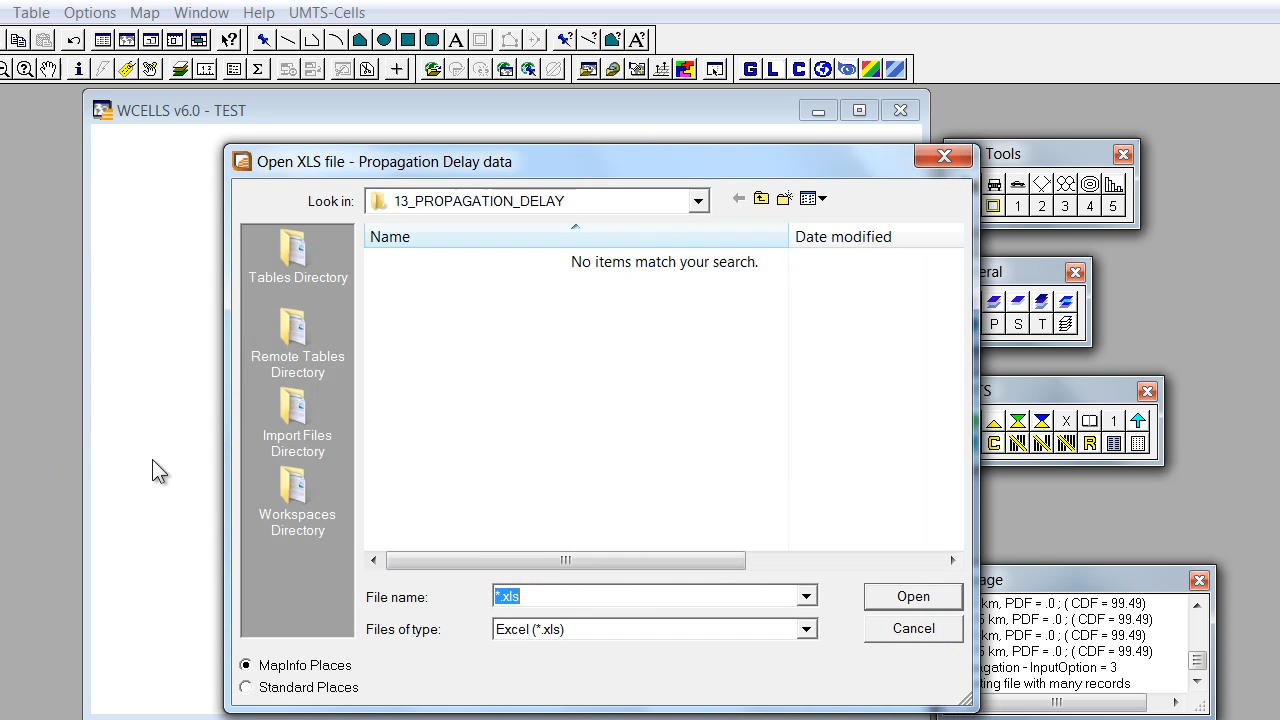 Table Options Map Window Help UMTS-Cells
WCELLS v6.0 - TEST
Open XLS file - Propagation Delay data
Look in: 13_PROPAGATION_DELAY
Name Date modified
No items match your search.
Tables Directory
Remote Tables
Directory
Import Files
Directory
Workspaces
Directory
File name: *.xls Open
Files of type: Excel (*.xls) Cancel
MapInfo Places
Standard Places
G L C
Tools
1 2 3 4 5
eral
P S T
TS
X 1
C R
age
km, PDF = .0 ; ( CDF = 99.49)
5 km, PDF = .0 ; ( CDF = 99.49)
km, PDF = .0 ; ( CDF = 99.49)
5 km, PDF = .0 ; ( CDF = 99.49)
agation - InputOption = 3
ting file with many records